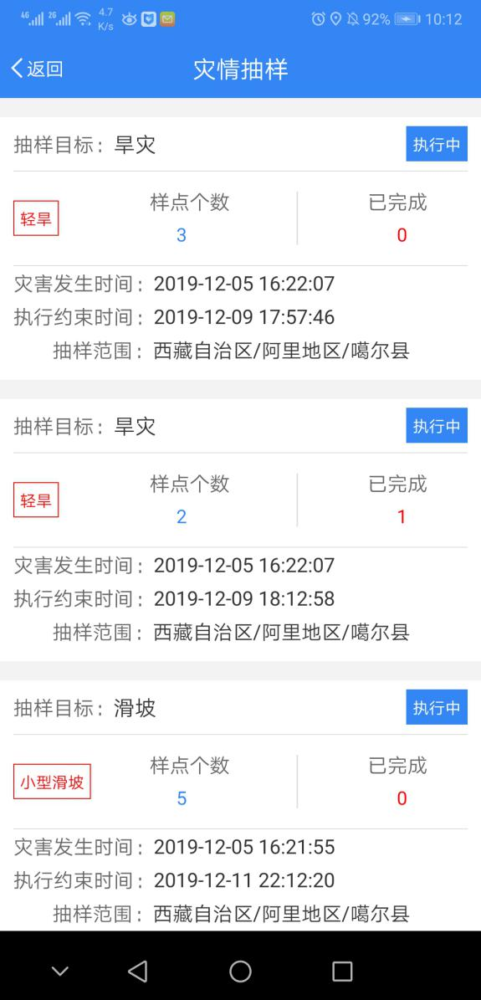 4G 2G 4.7 K/s 92% 10:12
返回 灾情抽样
抽样目标：旱灾 执行中
轻旱 样点个数 已完成
3 0
灾害发生时间：2019-12-05 16:22:07
执行约束时间：2019-12-09 17:57:46
抽样范围：西藏自治区/阿里地区/噶尔县
抽样目标：旱灾 执行中
轻旱 样点个数 已完成
2 1
灾害发生时间：2019-12-05 16:22:07
执行约束时间：2019-12-09 18:12:58
抽样范围：西藏自治区/阿里地区/噶尔县
抽样目标：滑坡 执行中
小型滑坡 样点个数 已完成
5 0
灾害发生时间：2019-12-05 16:21:55
执行约束时间：2019-12-11 22:12:20
抽样范围：西藏自治区/阿里地区/噶尔县